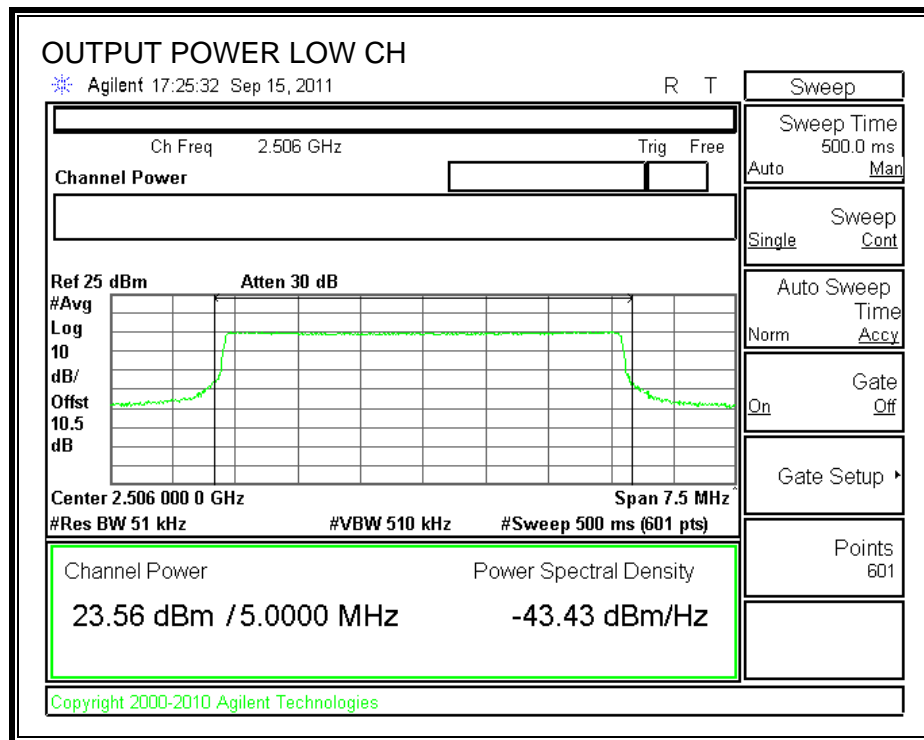 OUTPUT POWER LOW CH
Agilent 17:25:32 Sep 15, 2011 R T
Ch Freq 2.506 GHz Trig Free
Channel Power
Ref 25 dBm Atten 30 dB
#Avg
Log
10
dB/
Offst
10.5
dB
Center 2.506 000 0 GHz Span 7.5 MHz
#Res BW 51 kHz #VBW 510 kHz #Sweep 500 ms (601 pts)
Channel Power Power Spectral Density
23.56 dBm / 5.0000 MHz -43.43 dBm/Hz
Copyright 2000-2010 Agilent Technologies
Sweep
Sweep Time
500.0 ms
Auto Man
Sweep
Single Cont
Auto Sweep
Time
Norm Accy
Gate
On Off
Gate Setup
Points
601